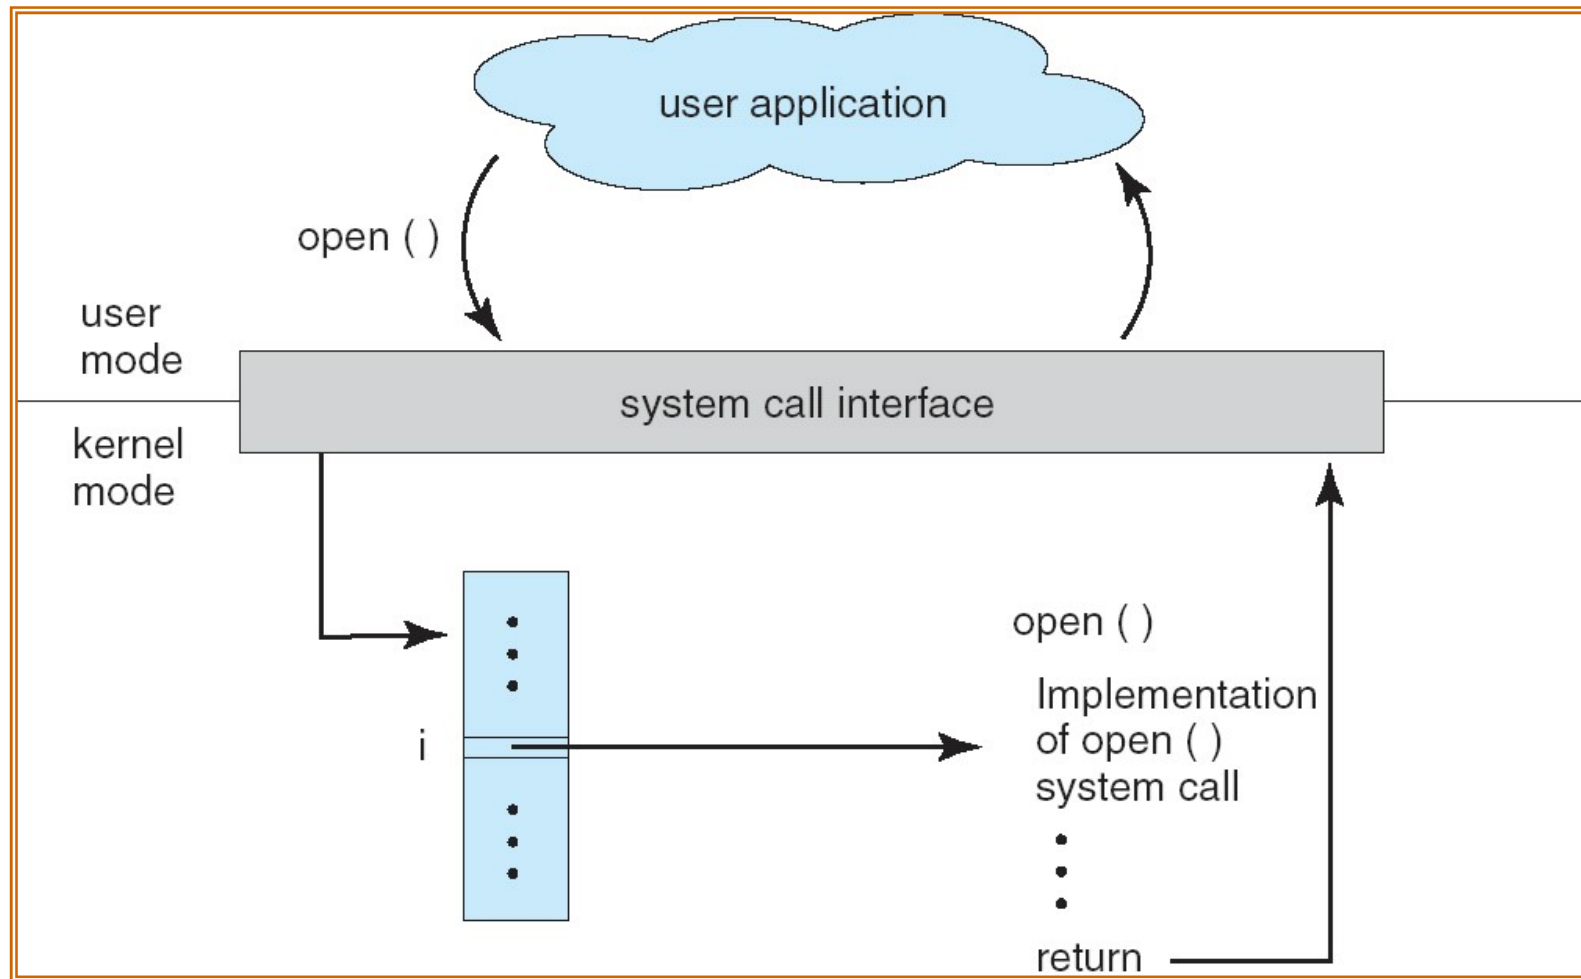 user application
open ( )
user
mode
system call interface
kernel
mode
open ( )
Implementation
of open ( )
system call
i
return